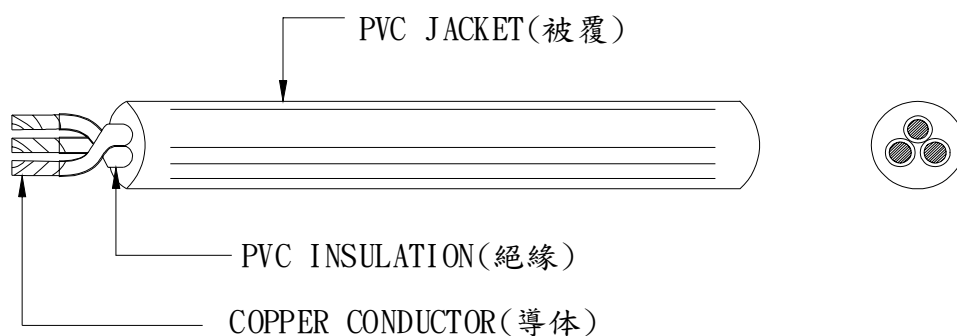 PVC JACKET(被覆)
PVC INSULATION(絕緣)
COPPER CONDUCTOR(導体)